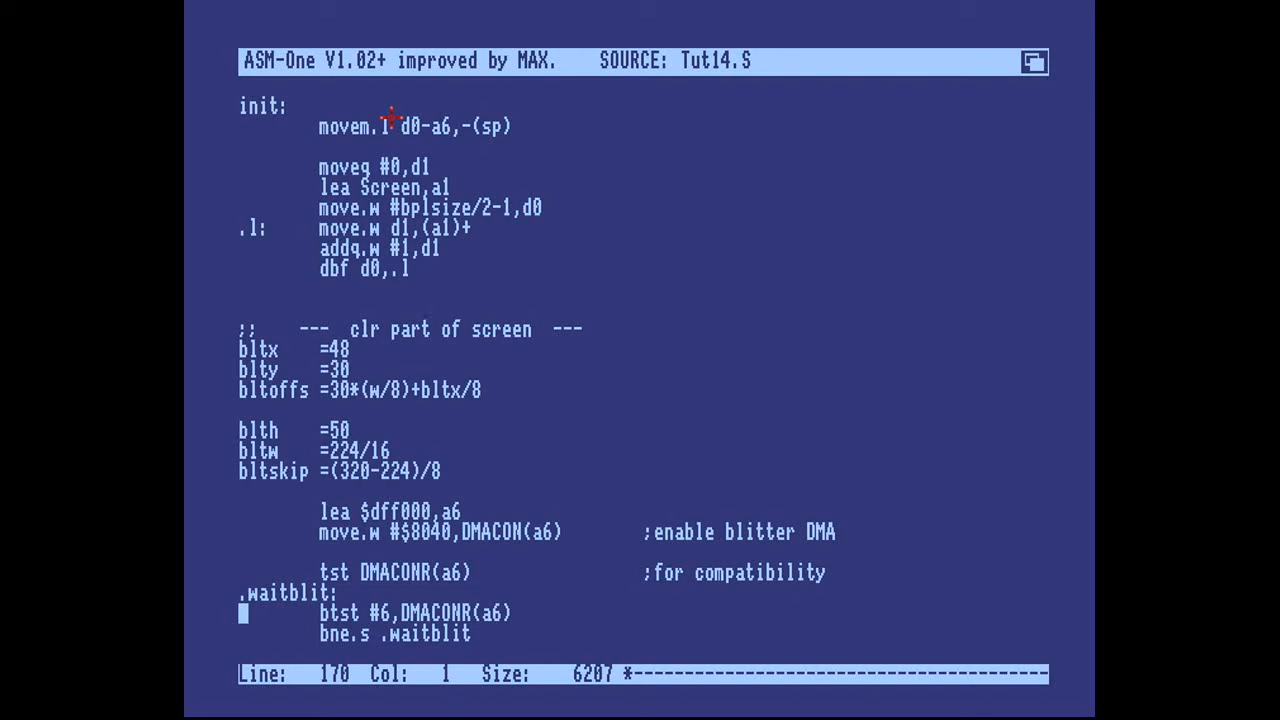 ASM-One V1.02+ improved by MAX.    SOURCE: Tut14.S
init:
        movem.l d0-a6,-(sp)
        moveq #0,d1
        lea Screen,a1
        move.w #bplsize/2-1,d0
.l:     move.w d1,(a1)+
        addq.w #1,d1
        dbf d0,.l
;;    ---  clr part of screen  ---
bltx    =48
blty    =30
bltoffs =30*(w/8)+bltx/8
blth    =50
bltw    =224/16
bltskip =(320-224)/8
        lea $dff000,a6
        move.w #$8040,DMACON(a6)        ;enable blitter DMA
        tst DMACONR(a6)                 ;for compatibility
.waitblit:
        btst #6,DMACONR(a6)
        bne.s .waitblit
Line:   170  Col:   1   Size:    6207 *-----------------------------------------